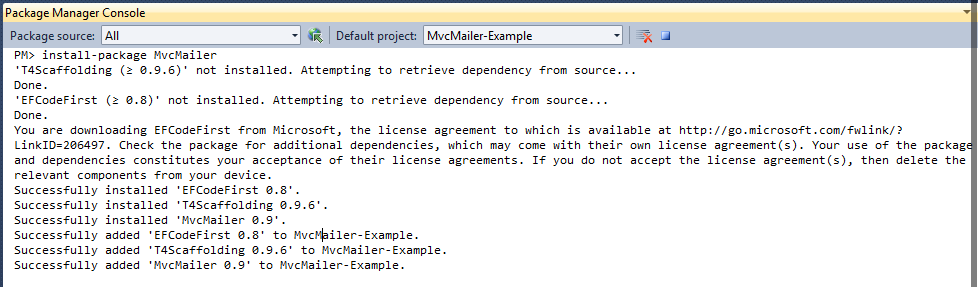 Package Manager Console
Package source: All Default project: MvcMailer-Example
PM> install-package MvcMailer
'T4Scaffolding (≥ 0.9.6)' not installed. Attempting to retrieve dependency from source...
Done.
'EFCodeFirst (≥ 0.8)' not installed. Attempting to retrieve dependency from source...
Done.
You are downloading EFCodeFirst from Microsoft, the license agreement to which is available at http://go.microsoft.com/fwlink/?
LinkID=206497. Check the package for additional dependencies, which may come with their own license agreement(s). Your use of the package
and dependencies constitutes your acceptance of their license agreements. If you do not accept the license agreement(s), then delete the
relevant components from your device.
Successfully installed 'EFCodeFirst 0.8'.
Successfully installed 'T4Scaffolding 0.9.6'.
Successfully installed 'MvcMailer 0.9'.
Successfully added 'EFCodeFirst 0.8' to MvcMailer-Example.
Successfully added 'T4Scaffolding 0.9.6' to MvcMailer-Example.
Successfully added 'MvcMailer 0.9' to MvcMailer-Example.